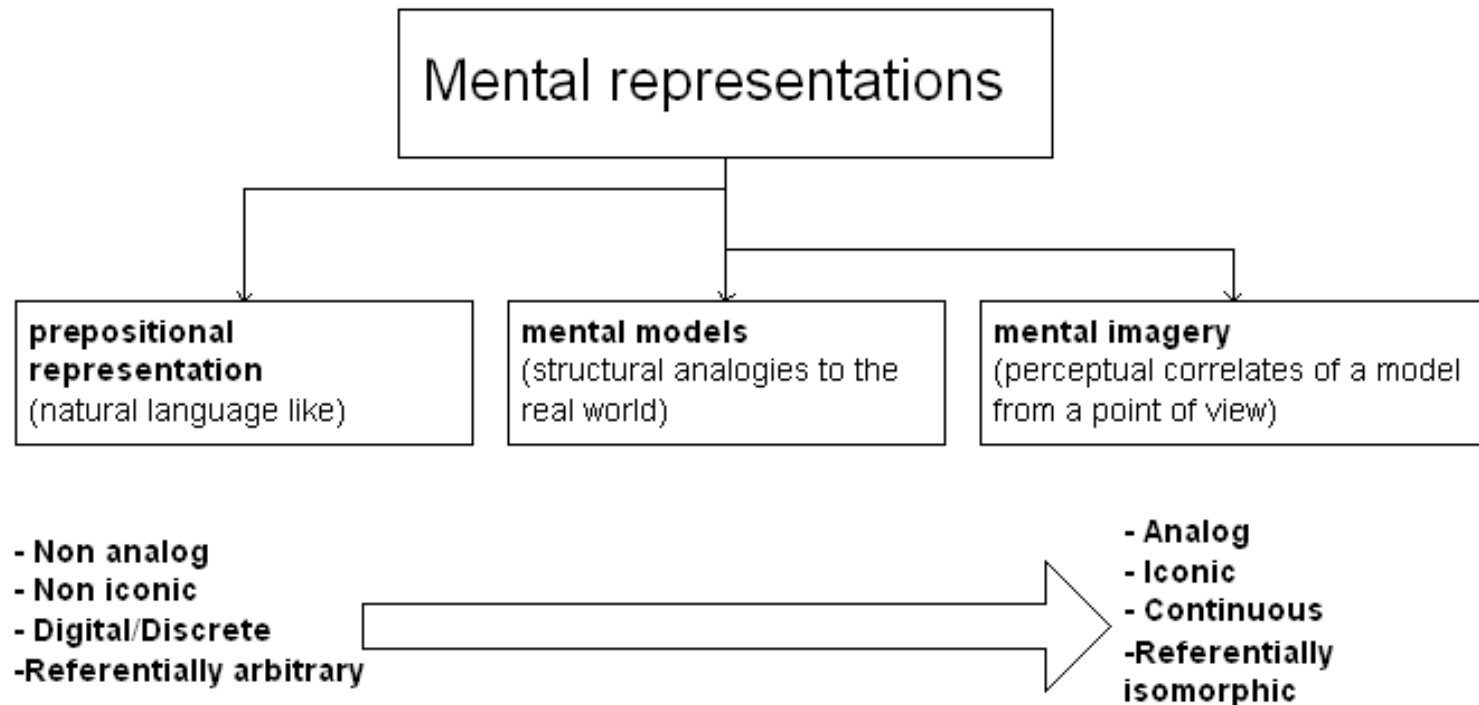 Mental representations
prepositional
representation
(natural language like)
mental models
(structural analogies to the
real world)
mental imagery
(perceptual correlates of a model
from a point of view)
- Non analog
- Non iconic
- Digital/Discrete
-Referentially arbitrary
- Analog
- Iconic
- Continuous
-Referentially
isomorphic